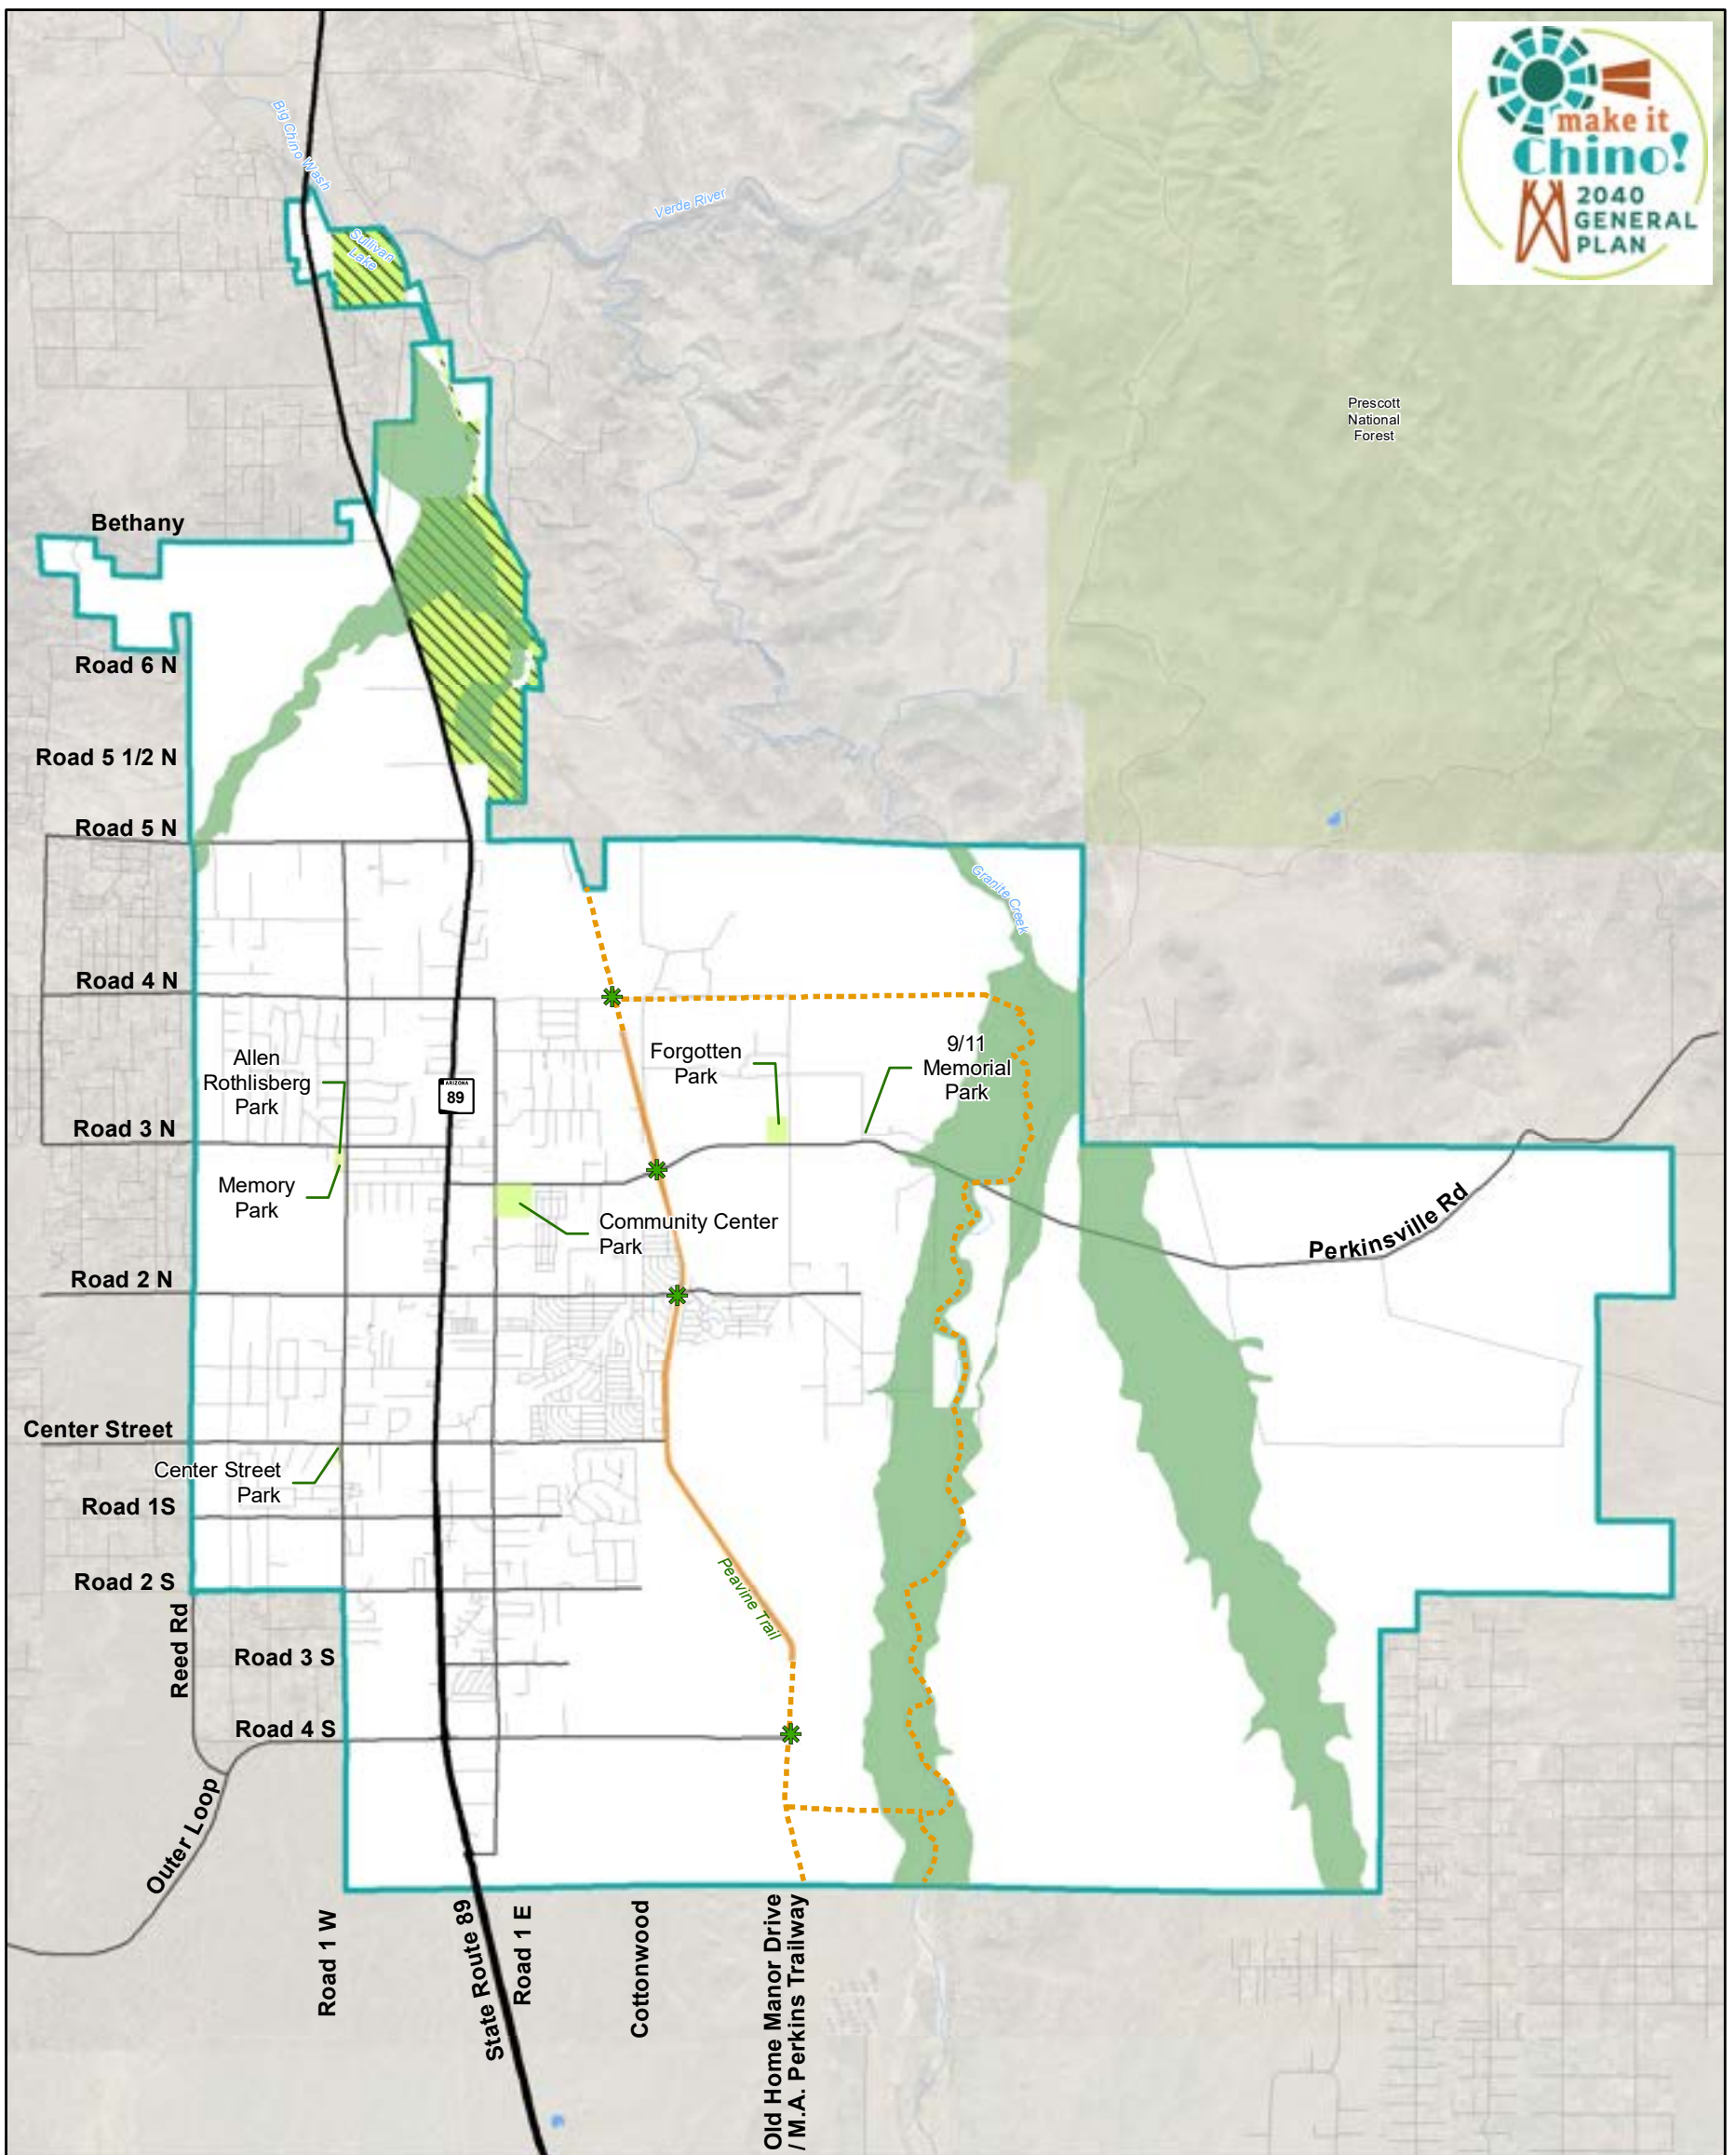 make it
Chino!
2040
GENERAL
PLAN
Big Chino Wash
Verde River
Sullivan
Lake
Prescott
National
Forest
Bethany
Road 6 N
Road 5 1/2 N
Road 5 N
Granite Creek
Road 4 N
Allen
Rothlisberg
Park
ARIZONA
89
Forgotten
Park
9/11
Memorial
Park
Road 3 N
Memory
Park
Community Center
Park
Perkinsville Rd
Road 2 N
Center Street
Center Street
Park
Road 1S
Peavine Trail
Road 2 S
Reed Rd
Road 3 S
Road 4 S
Outer Loop
Road 1 W
State Route 89
Road 1 E
Cottonwood
Old Home Manor Drive
/ M.A. Perkins Trailway